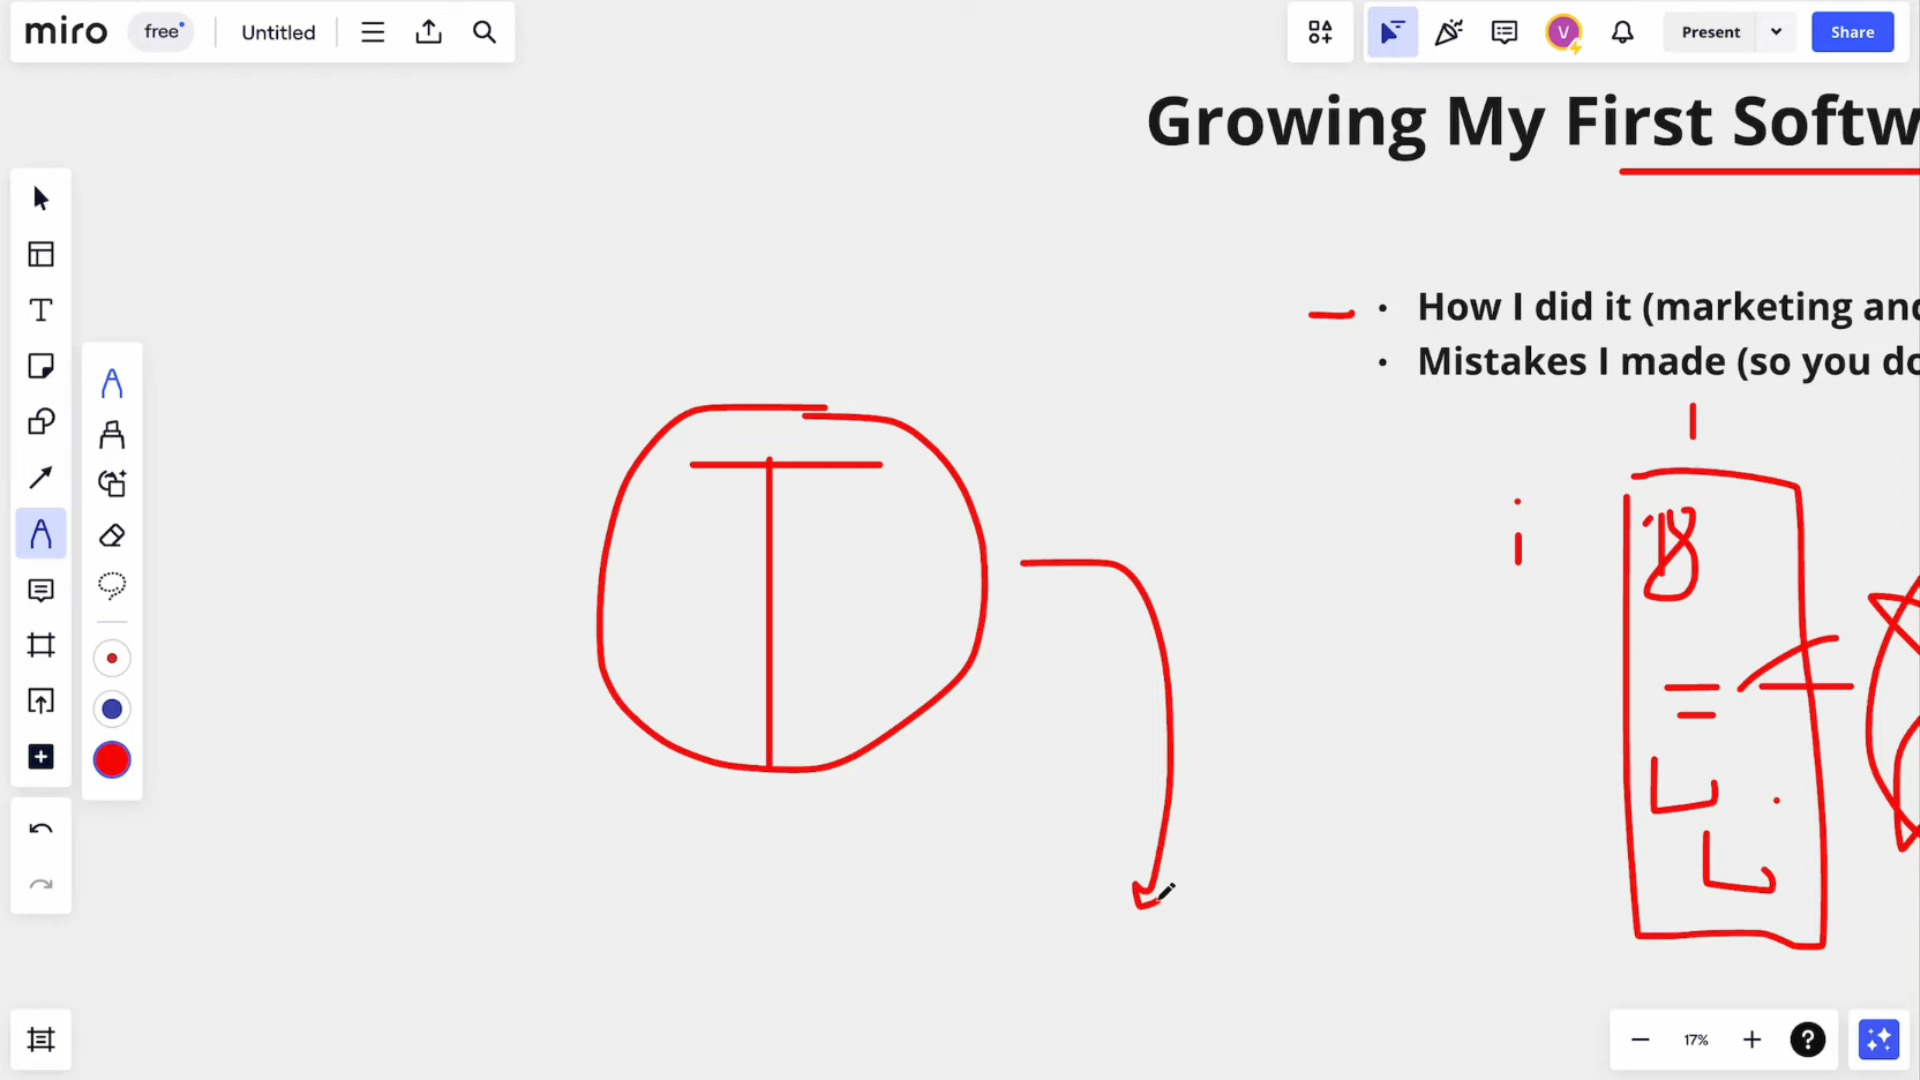 miro free Untitled Present Share
V
Growing My First Softw
• How I did it (marketing and
• Mistakes I made (so you do
T
17%